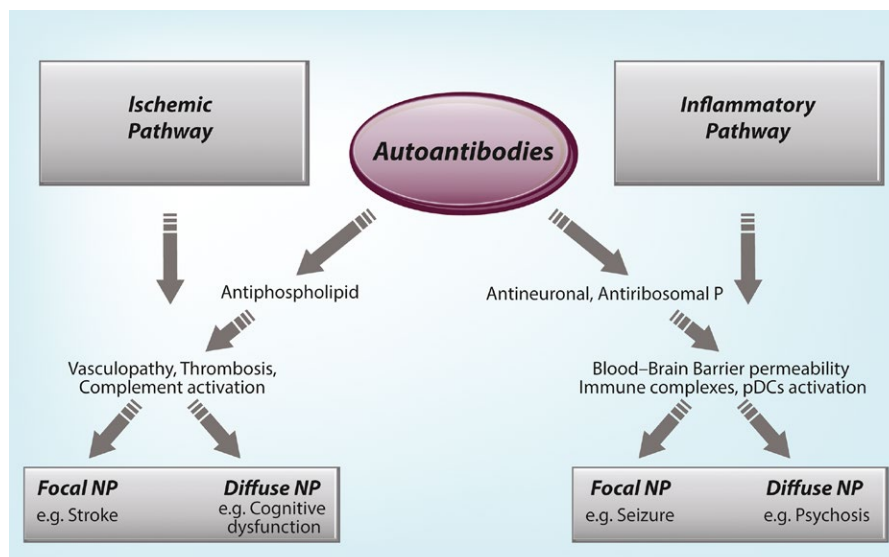 Ischemic
Pathway
Autoantibodies
Inflammatory
Pathway
Antiphospholipid
Antineuronal, Antiribosomal P
Vasculopathy, Thrombosis,
Complement activation
Blood–Brain Barrier permeability
Immune complexes, pDCs activation
Focal NP
e.g. Stroke
Diffuse NP
e.g. Cognitive
dysfunction
Focal NP
e.g. Seizure
Diffuse NP
e.g. Psychosis